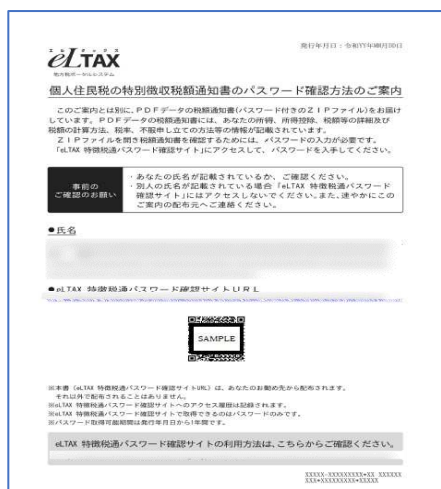 発行年月日：令和YY年MM月DD日
エルタックス
eLTAX
地方税ポータルシステム
個人住民税の特別徴収税額通知書のパスワード確認方法のご案内
このご案内とは別に、PDFデータの税額通知書(パスワード付きのZIPファイル)をお届け
しています。PDFデータの税額通知書には、あなたの所得、所得控除、税額等の詳細及び
税額の計算方法、税率、不服申し立ての方法等の情報が記載されています。
ZIPファイルを開き税額通知書を確認するためには、パスワードの入力が必要です。
「eLTAX 特徴税通パスワード確認サイト」にアクセスして、パスワードを入手してください。
事前の
ご確認のお願い
・あなたの氏名が記載されているか、ご確認ください。
・別人の氏名が記載されている場合「eLTAX 特徴税通パスワード
確認サイト」にはアクセスしないでください。また、速やかにこの
ご案内の配布元へご連絡ください。
●氏名
●eLTAX 特徴税通パスワード確認サイトURL
SAMPLE
※本書（eLTAX 特徴税通パスワード確認サイトURL）は、あなたのお勤め先から配布されます。
それ以外で配布されることはありません。
※eLTAX 特徴税通パスワード確認サイトへのアクセス履歴は記録されます。
※eLTAX 特徴税通パスワード確認サイトで取得できるのはパスワードのみです。
※パスワード取得可能期間は発行年月日から1年間です。
eLTAX 特徴税通パスワード確認サイトの利用方法は、こちらからご確認ください。